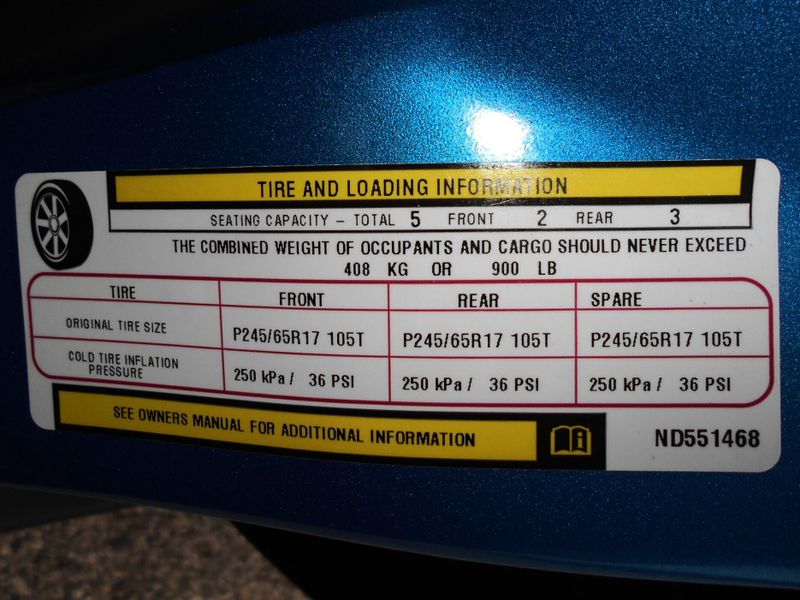 TIRE AND LOADING INFORMATION
SEATING CAPACITY – TOTAL 5 FRONT 2 REAR 3
THE COMBINED WEIGHT OF OCCUPANTS AND CARGO SHOULD NEVER EXCEED
408 KG OR 900 LB
TIRE FRONT REAR SPARE
ORIGINAL TIRE SIZE P245/65R17 105T P245/65R17 105T P245/65R17 105T
COLD TIRE INFLATION
PRESSURE 250 kPa / 36 PSI 250 kPa / 36 PSI 250 kPa / 36 PSI
SEE OWNERS MANUAL FOR ADDITIONAL INFORMATION
ND551468